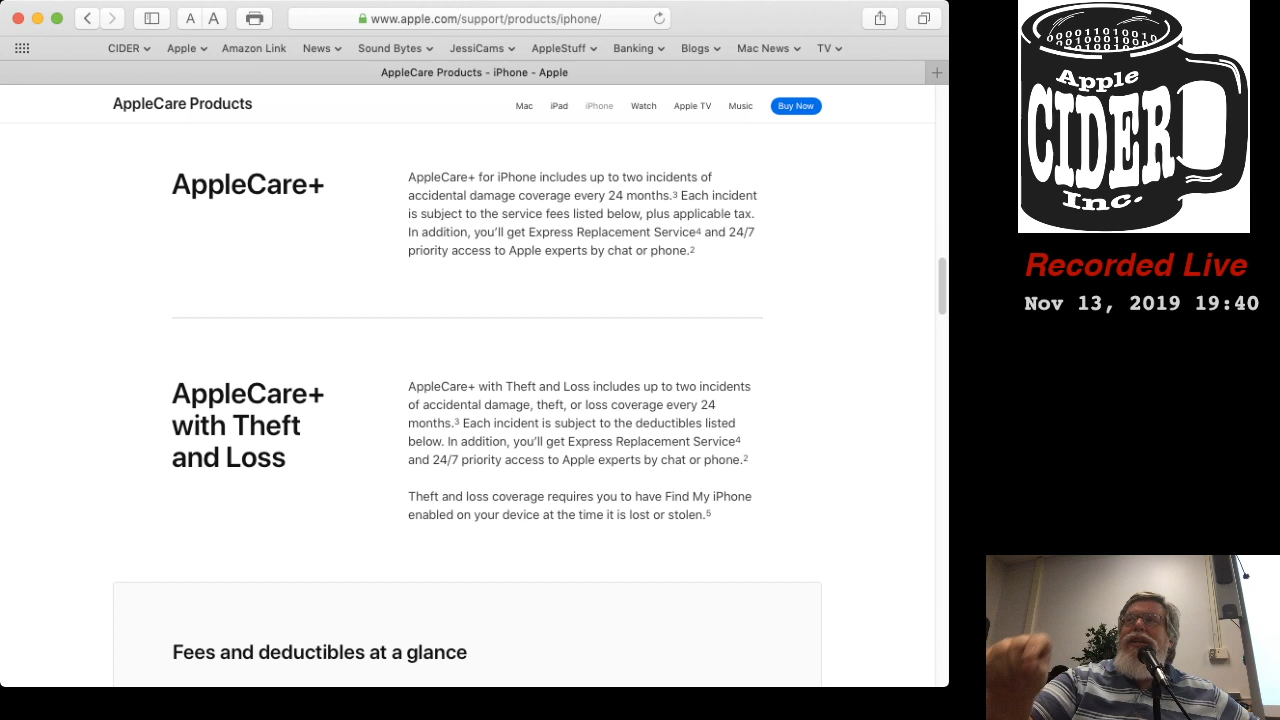 www.apple.com/support/products/iphone/
A A
CIDER Apple Amazon Link News Sound Bytes JessiCams AppleStuff Banking Blogs Mac News TV
AppleCare Products - iPhone - Apple
AppleCare Products
Mac iPad iPhone Watch Apple TV Music Buy Now
AppleCare+
AppleCare+ for iPhone includes up to two incidents of
accidental damage coverage every 24 months.³ Each incident
is subject to the service fees listed below, plus applicable tax.
In addition, you’ll get Express Replacement Service⁴ and 24/7
priority access to Apple experts by chat or phone.²
AppleCare+
with Theft
and Loss
AppleCare+ with Theft and Loss includes up to two incidents
of accidental damage, theft, or loss coverage every 24
months.³ Each incident is subject to the deductibles listed
below. In addition, you’ll get Express Replacement Service⁴
and 24/7 priority access to Apple experts by chat or phone.²
Theft and loss coverage requires you to have Find My iPhone
enabled on your device at the time it is lost or stolen.⁵
Fees and deductibles at a glance
000011010010
0001000101000
Apple
CIDER
Inc.
Recorded Live
Nov 13, 2019 19:40